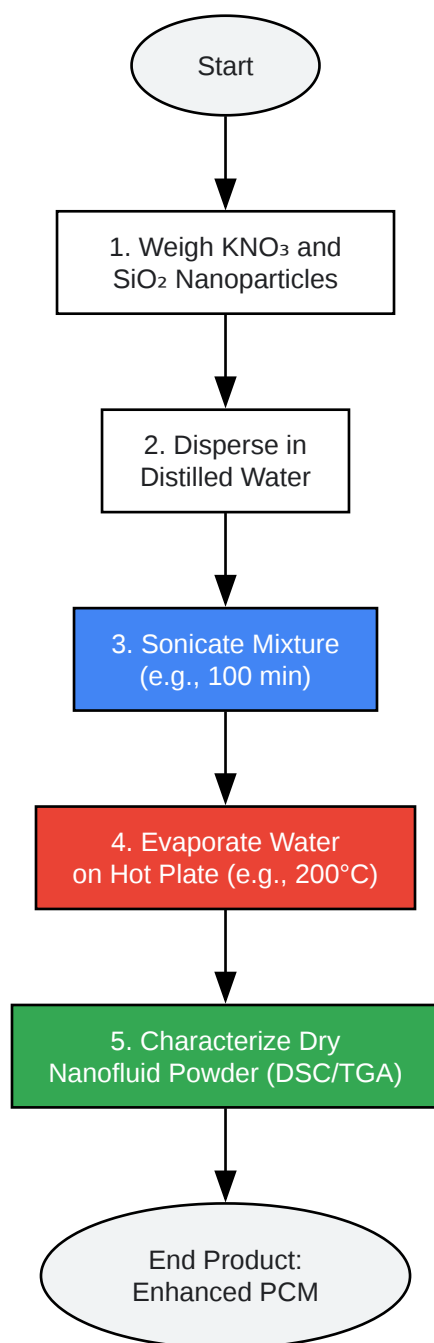 Start
1. Weigh KNO₃ and
SiO₂ Nanoparticles
2. Disperse in
Distilled Water
3. Sonicate Mixture
(e.g., 100 min)
4. Evaporate Water
on Hot Plate (e.g., 200°C)
5. Characterize Dry
Nanofluid Powder (DSC/TGA)
End Product:
Enhanced PCM